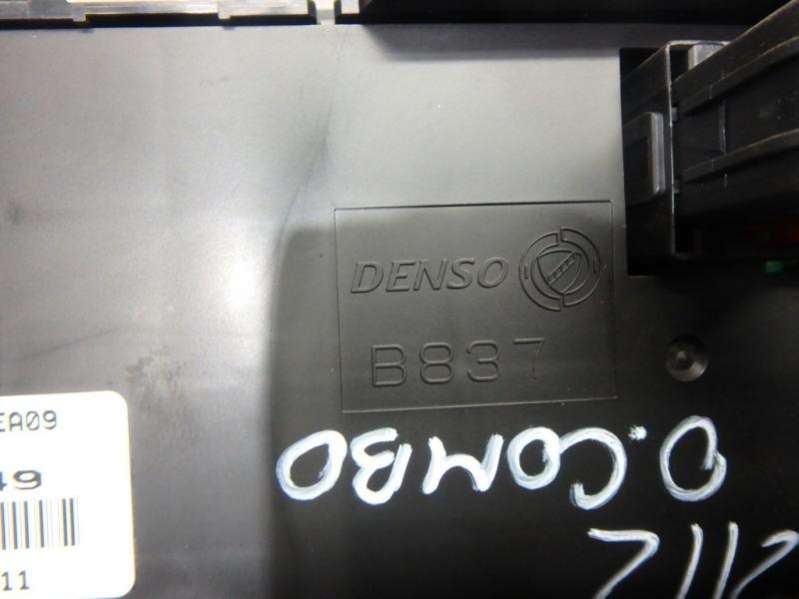 DENSO
B837
EA09
49
11
O.COMBO